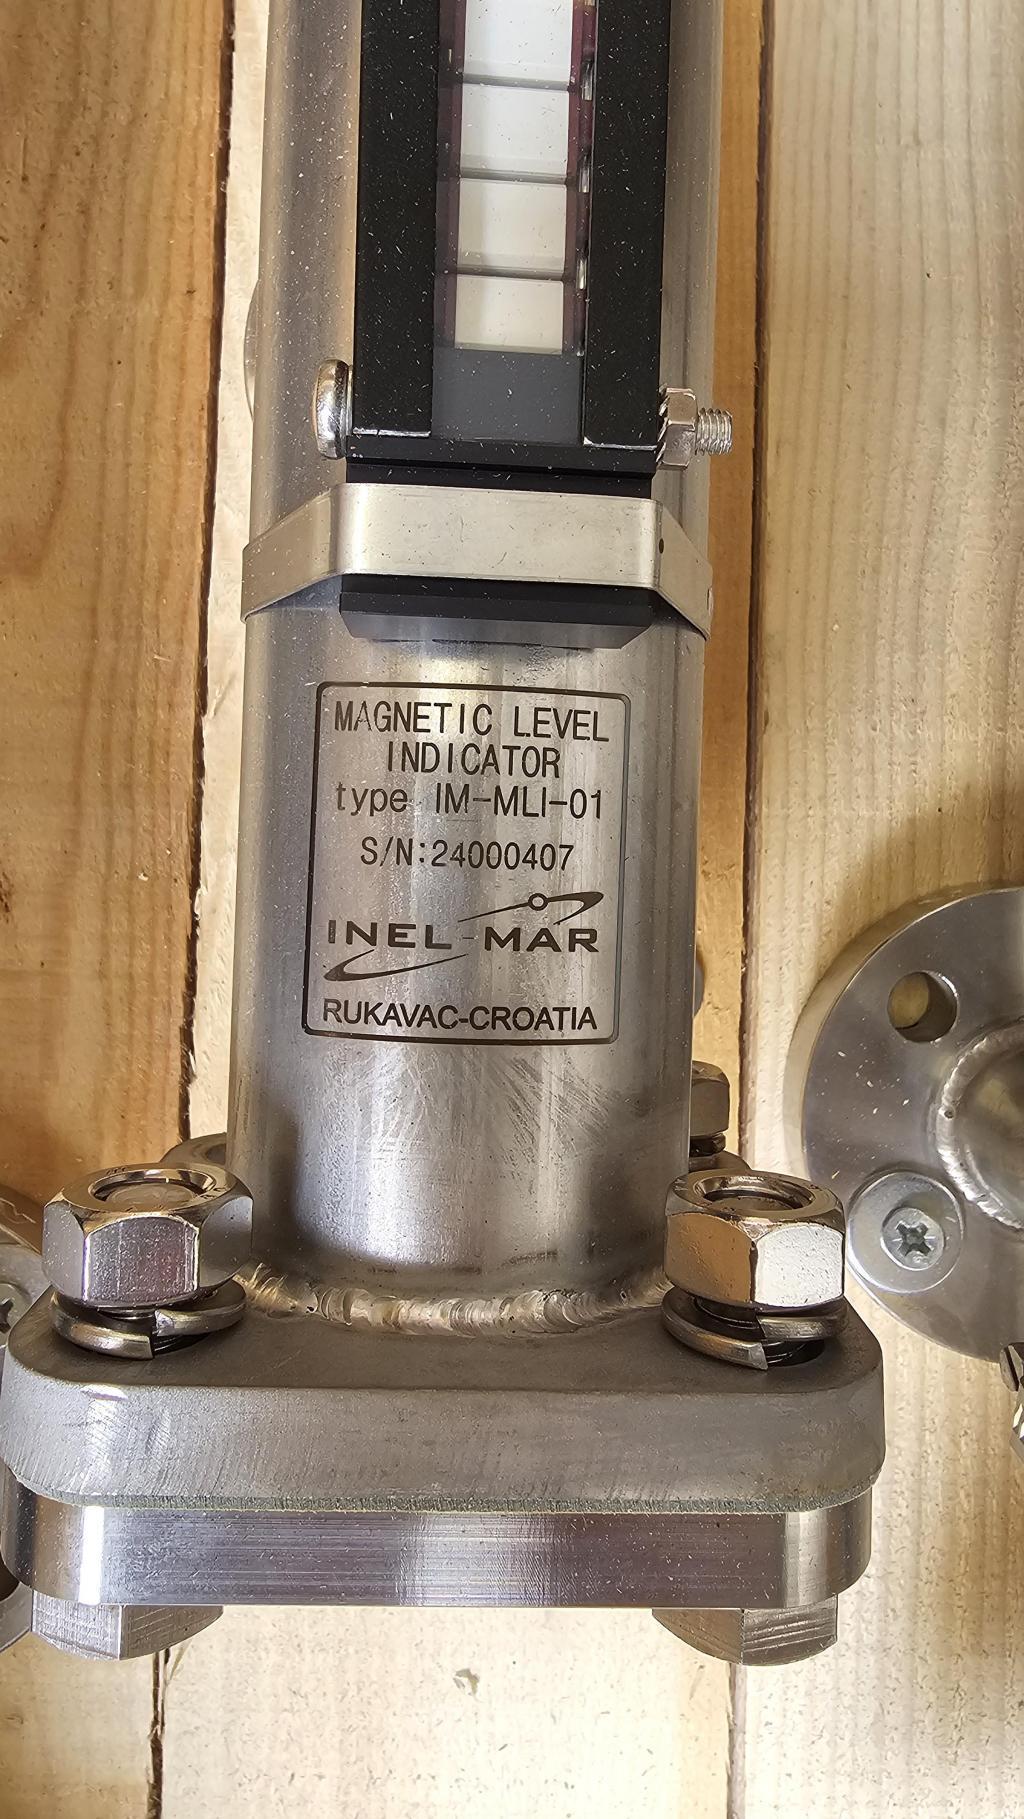 MAGNETIC LEVEL
INDICATOR
type IM-MLI-01
S/N:24000407
INEL-MAR
RUKAVAC-CROATIA